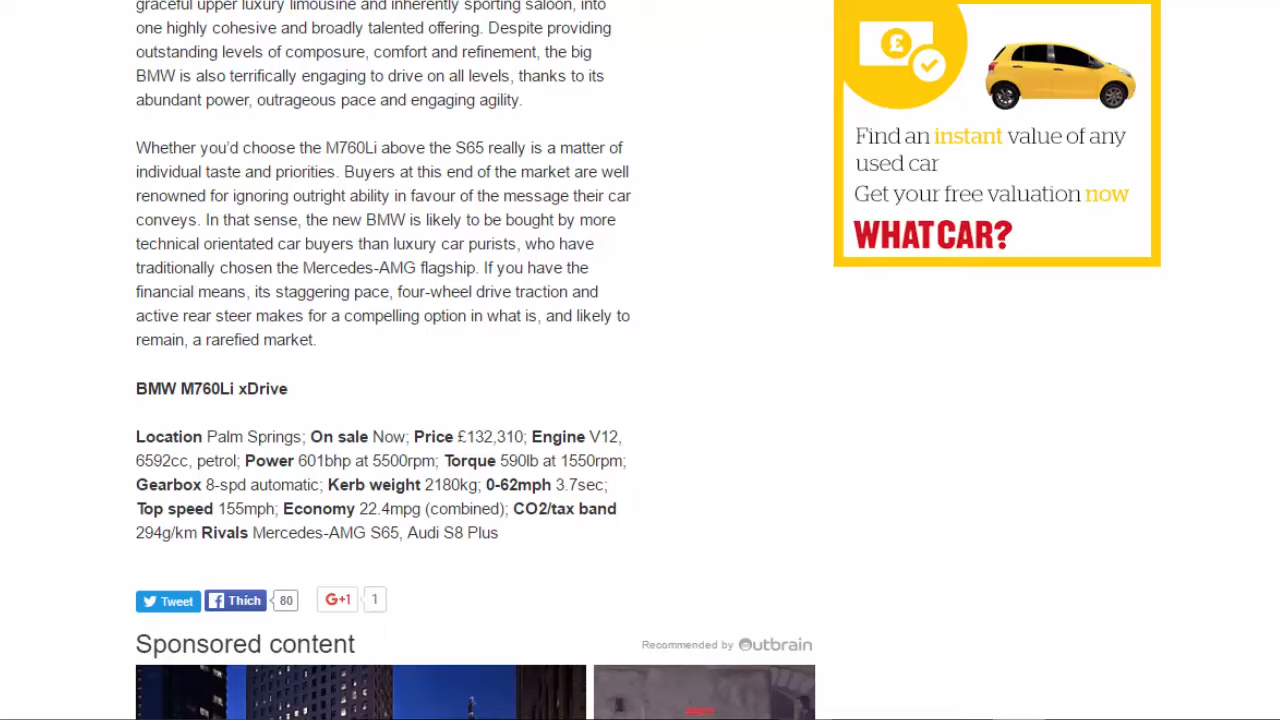 graceful upper luxury limousine and inherently sporting saloon, into
one highly cohesive and broadly talented offering. Despite providing
outstanding levels of composure, comfort and refinement, the big
BMW is also terrifically engaging to drive on all levels, thanks to its
abundant power, outrageous pace and engaging agility.
Whether you’d choose the M760Li above the S65 really is a matter of
individual taste and priorities. Buyers at this end of the market are well
renowned for ignoring outright ability in favour of the message their car
conveys. In that sense, the new BMW is likely to be bought by more
technical orientated car buyers than luxury car purists, who have
traditionally chosen the Mercedes-AMG flagship. If you have the
financial means, its staggering pace, four-wheel drive traction and
active rear steer makes for a compelling option in what is, and likely to
remain, a rarefied market.
BMW M760Li xDrive
Location Palm Springs; On sale Now; Price £132,310; Engine V12,
6592cc, petrol; Power 601bhp at 5500rpm; Torque 590lb at 1550rpm;
Gearbox 8-spd automatic; Kerb weight 2180kg; 0-62mph 3.7sec;
Top speed 155mph; Economy 22.4mpg (combined); CO2/tax band
294g/km Rivals Mercedes-AMG S65, Audi S8 Plus
Tweet Thích 80 G+1 1
Sponsored content
Recommended by Outbrain
£
Find an instant value of any
used car
Get your free valuation now
WHATCAR?